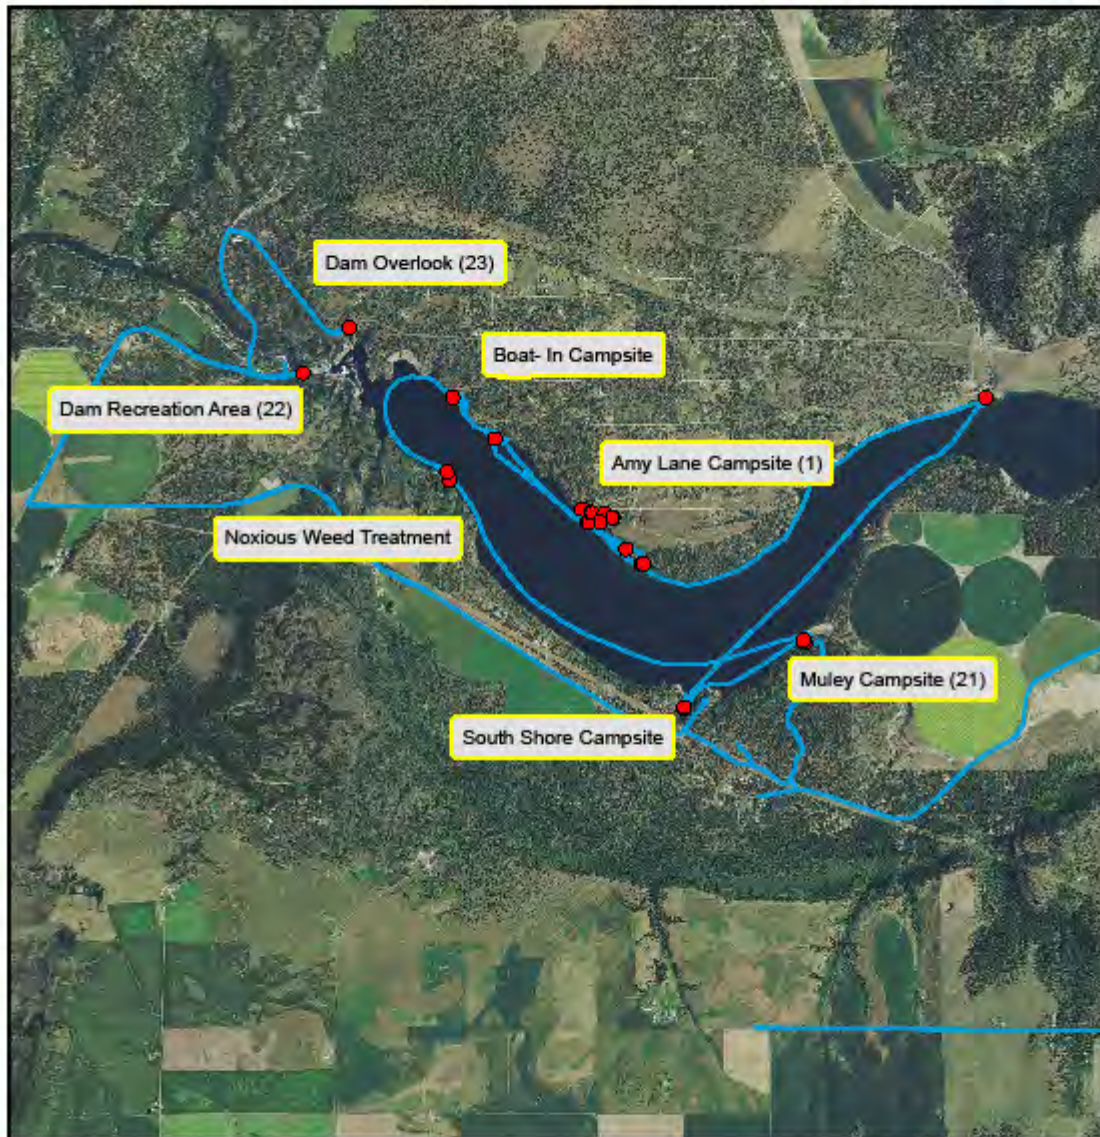 Dam Overlook (23)
Boat- In Campsite
Dam Recreation Area (22)
Amy Lane Campsite (1)
Noxious Weed Treatment
Muley Campsite (21)
South Shore Campsite